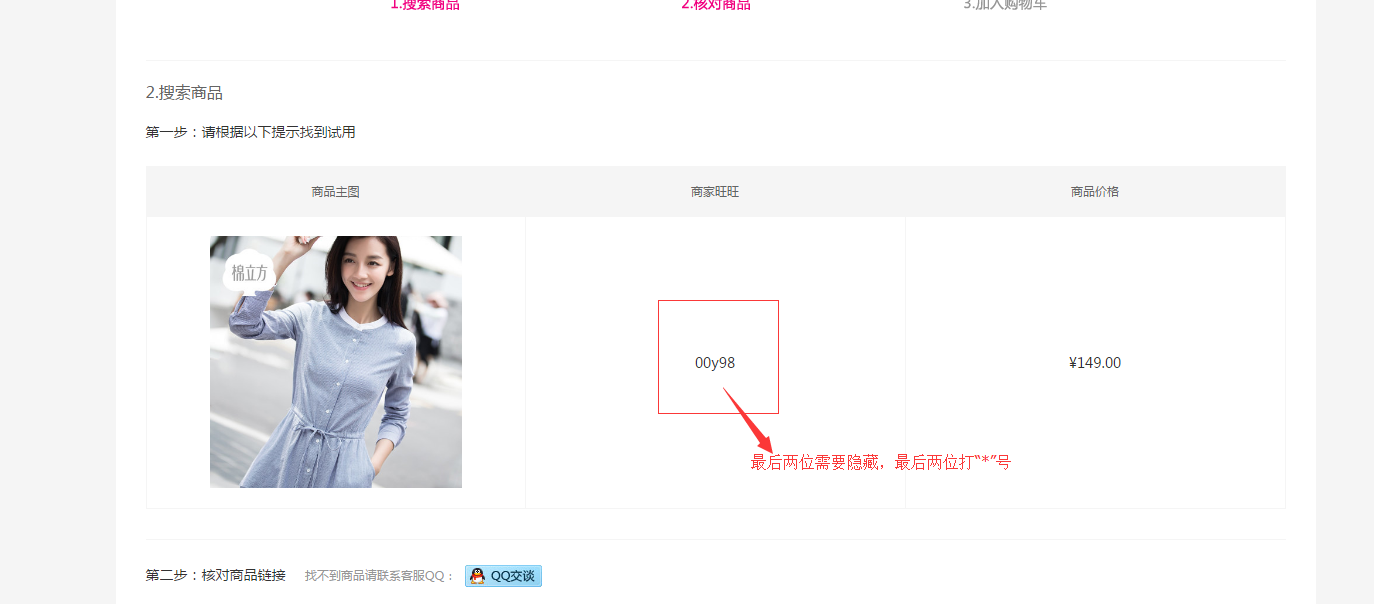 1.搜索商品 2.核对商品 3.加入购物车
2.搜索商品
第一步：请根据以下提示找到试用
商品主图 商家旺旺 商品价格
棉立方
00y98 ¥149.00
最后两位需要隐藏，最后两位打“*”号
第二步：核对商品链接 找不到商品请联系客服QQ： QQ交谈